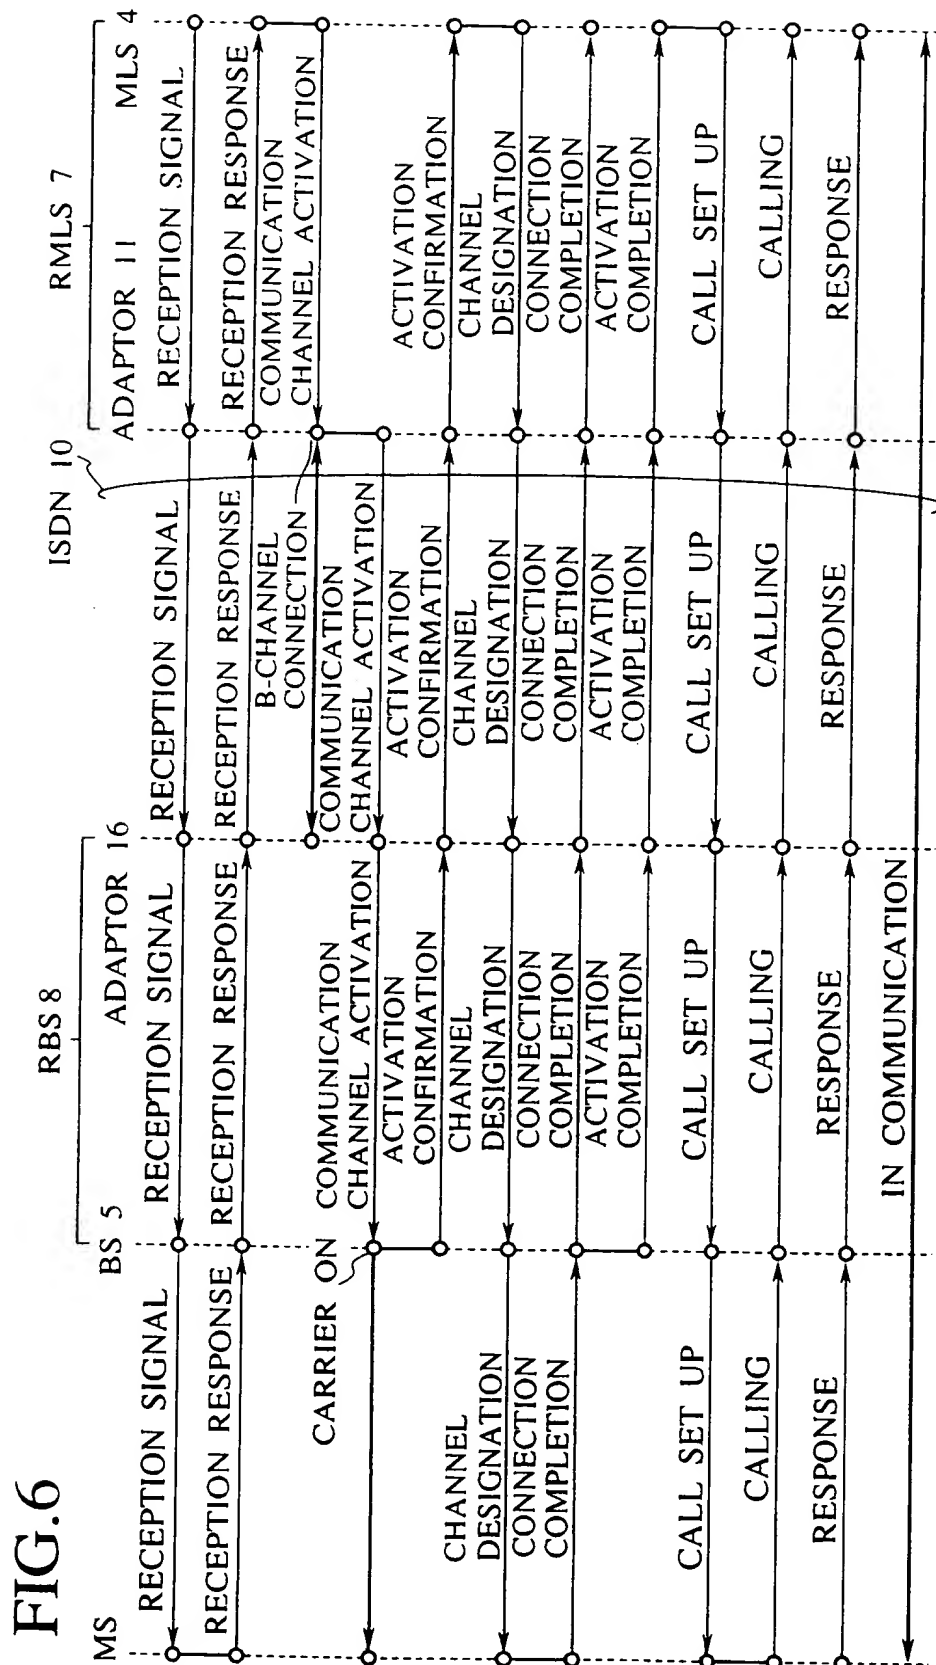 FIG.6
RBS 8
RMLS 7
MS
BS 5
ADAPTOR 16
ISDN 10
ADAPTOR 11
MLS 4
RECEPTION SIGNAL
RECEPTION SIGNAL
RECEPTION SIGNAL
RECEPTION SIGNAL
RECEPTION RESPONSE
RECEPTION RESPONSE
RECEPTION RESPONSE
RECEPTION RESPONSE
B-CHANNEL
CONNECTION
COMMUNICATION
CHANNEL ACTIVATION
CARRIER ON
COMMUNICATION
CHANNEL ACTIVATION
COMMUNICATION
CHANNEL ACTIVATION
ACTIVATION
CONFIRMATION
ACTIVATION
CONFIRMATION
ACTIVATION
CONFIRMATION
CHANNEL
DESIGNATION
CHANNEL
DESIGNATION
CHANNEL
DESIGNATION
CHANNEL
DESIGNATION
CONNECTION
COMPLETION
CONNECTION
COMPLETION
CONNECTION
COMPLETION
CONNECTION
COMPLETION
ACTIVATION
COMPLETION
ACTIVATION
COMPLETION
ACTIVATION
COMPLETION
CALL SET UP
CALL SET UP
CALL SET UP
CALL SET UP
CALLING
CALLING
CALLING
CALLING
RESPONSE
RESPONSE
RESPONSE
RESPONSE
IN COMMUNICATION